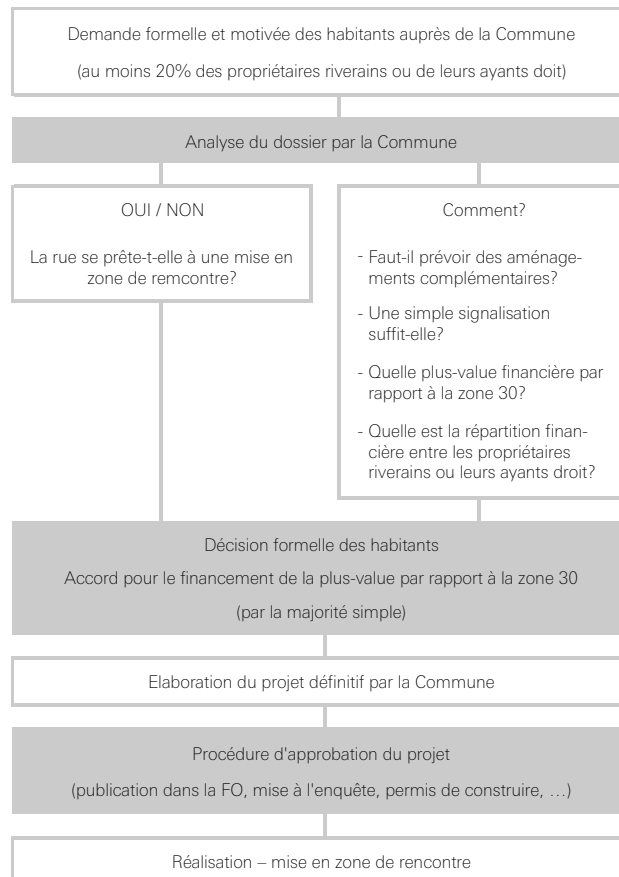 Demande formelle et motivée des habitants auprès de la Commune
(au moins 20% des propriétaires riverains ou de leurs ayants doit)
Analyse du dossier par la Commune
OUI / NON
La rue se prête-t-elle à une mise en
zone de remcontre?
Comment?
- Faut-il prévoir des aménage-
ments complémentaires?
- Une simple signalisation
suffit-elle?
- Quelle plus-value financière par
rapport à la zone 30?
- Quelle est la répartition finan-
cière entre les propriétaires
riverains ou leurs ayants droit?
Décision formelle des habitants
Accord pour le financement de la plus-value par rapport à la zone 30
(par la majorité simple)
Elaboration du projet définitif par la Commune
Procédure d'approbation du projet
(publication dans la FO, mise à l'enquête, permis de construire, …)
Réalisation – mise en zone de rencontre